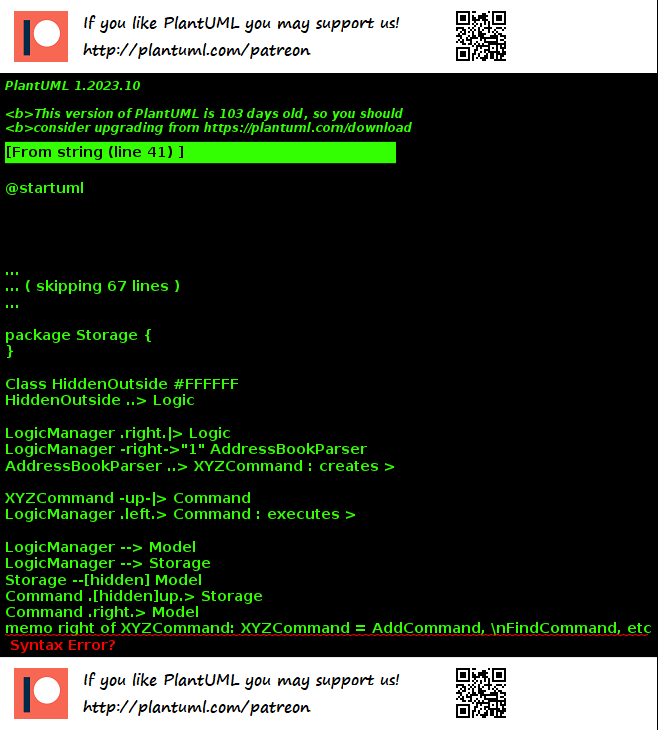 If you like PlantUML you may support us!
http://plantuml.com/patreon
PlantUML 1.2023.10
<b>This version of PlantUML is 103 days old, so you should
<b>consider upgrading from https://plantuml.com/download
[From string (line 41) ]
@startuml
...
... ( skipping 67 lines )
...
package Storage {
}
Class HiddenOutside #FFFFFF
HiddenOutside ..> Logic
LogicManager .right.|> Logic
LogicManager -right->"1" AddressBookParser
AddressBookParser ..> XYZCommand : creates >
XYZCommand -up-|> Command
LogicManager .left.> Command : executes >
LogicManager --> Model
LogicManager --> Storage
Storage --[hidden] Model
Command .[hidden]up.> Storage
Command .right.> Model
memo right of XYZCommand: XYZCommand = AddCommand, \nFindCommand, etc
Syntax Error?
If you like PlantUML you may support us!
http://plantuml.com/patreon